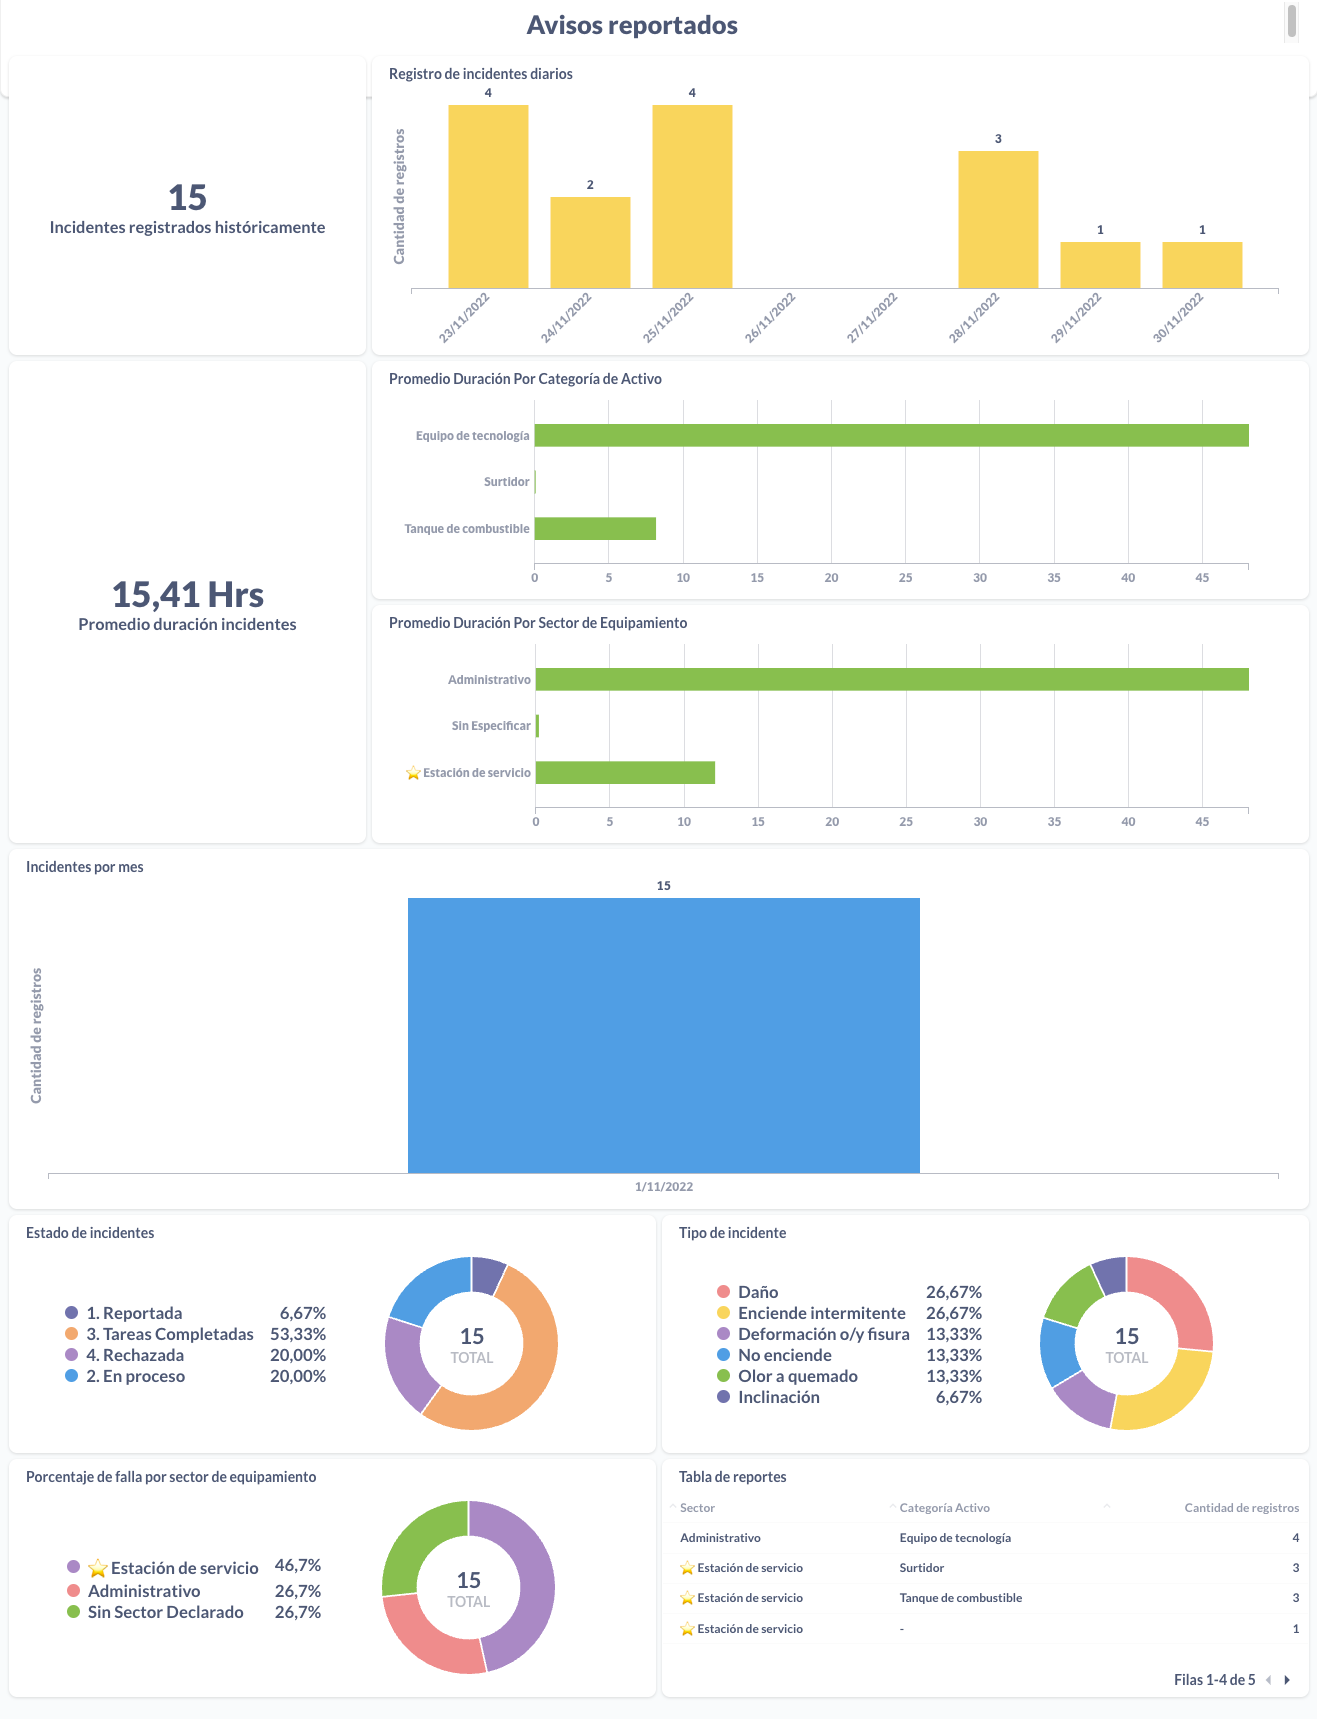 Avisos reportados
15
Incidentes registrados históricamente
Registro de incidentes diarios
Cantidad de registros
4
2
4
3
1
1
23/11/2022
24/11/2022
25/11/2022
26/11/2022
27/11/2022
28/11/2022
29/11/2022
30/11/2022
15,41 Hrs
Promedio duración incidentes
Promedio Duración Por Categoría de Activo
Equipo de tecnología
Surtidor
Tanque de combustible
0 5 10 15 20 25 30 35 40 45
Promedio Duración Por Sector de Equipamiento
Administrativo
Sin Especificar
⭐ Estación de servicio
0 5 10 15 20 25 30 35 40 45
Incidentes por mes
Cantidad de registros
15
1/11/2022
Estado de incidentes
1. Reportada 6,67%
3. Tareas Completadas 53,33%
4. Rechazada 20,00%
2. En proceso 20,00%
15
TOTAL
Tipo de incidente
Daño 26,67%
Enciende intermitente 26,67%
Deformación o/y fisura 13,33%
No enciende 13,33%
Olor a quemado 13,33%
Inclinación 6,67%
15
TOTAL
Porcentaje de falla por sector de equipamiento
⭐ Estación de servicio 46,7%
Administrativo 26,7%
Sin Sector Declarado 26,7%
15
TOTAL
Tabla de reportes
Sector Categoría Activo Cantidad de registros
Administrativo Equipo de tecnología 4
⭐ Estación de servicio Surtidor 3
⭐ Estación de servicio Tanque de combustible 3
⭐ Estación de servicio - 1
Filas 1-4 de 5